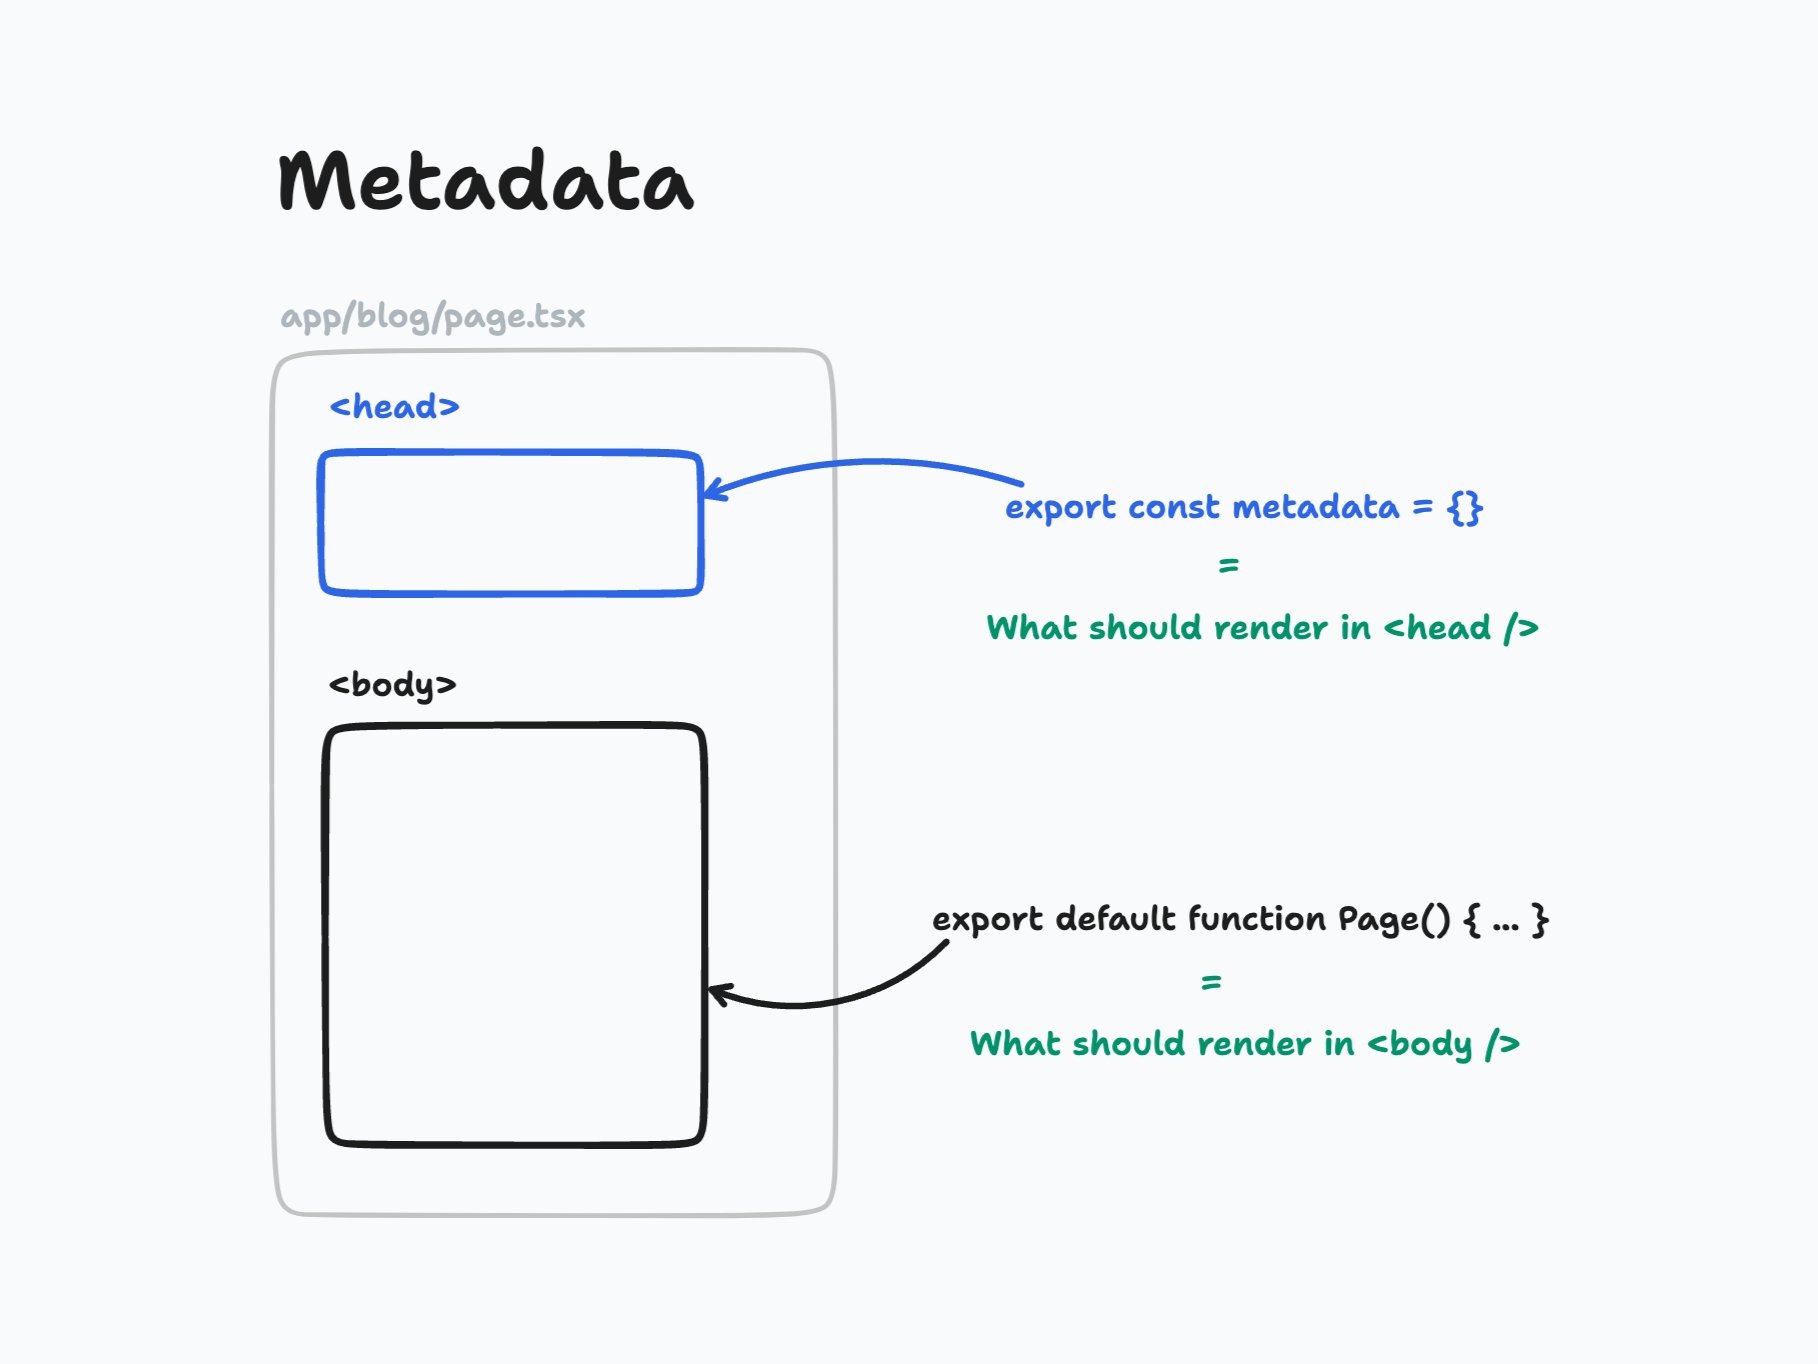 Metadata
app/blog/page.tsx
<head>
export const metadata = {}
=
What should render in <head />
<body>
export default function Page() { ... }
=
What should render in <body />